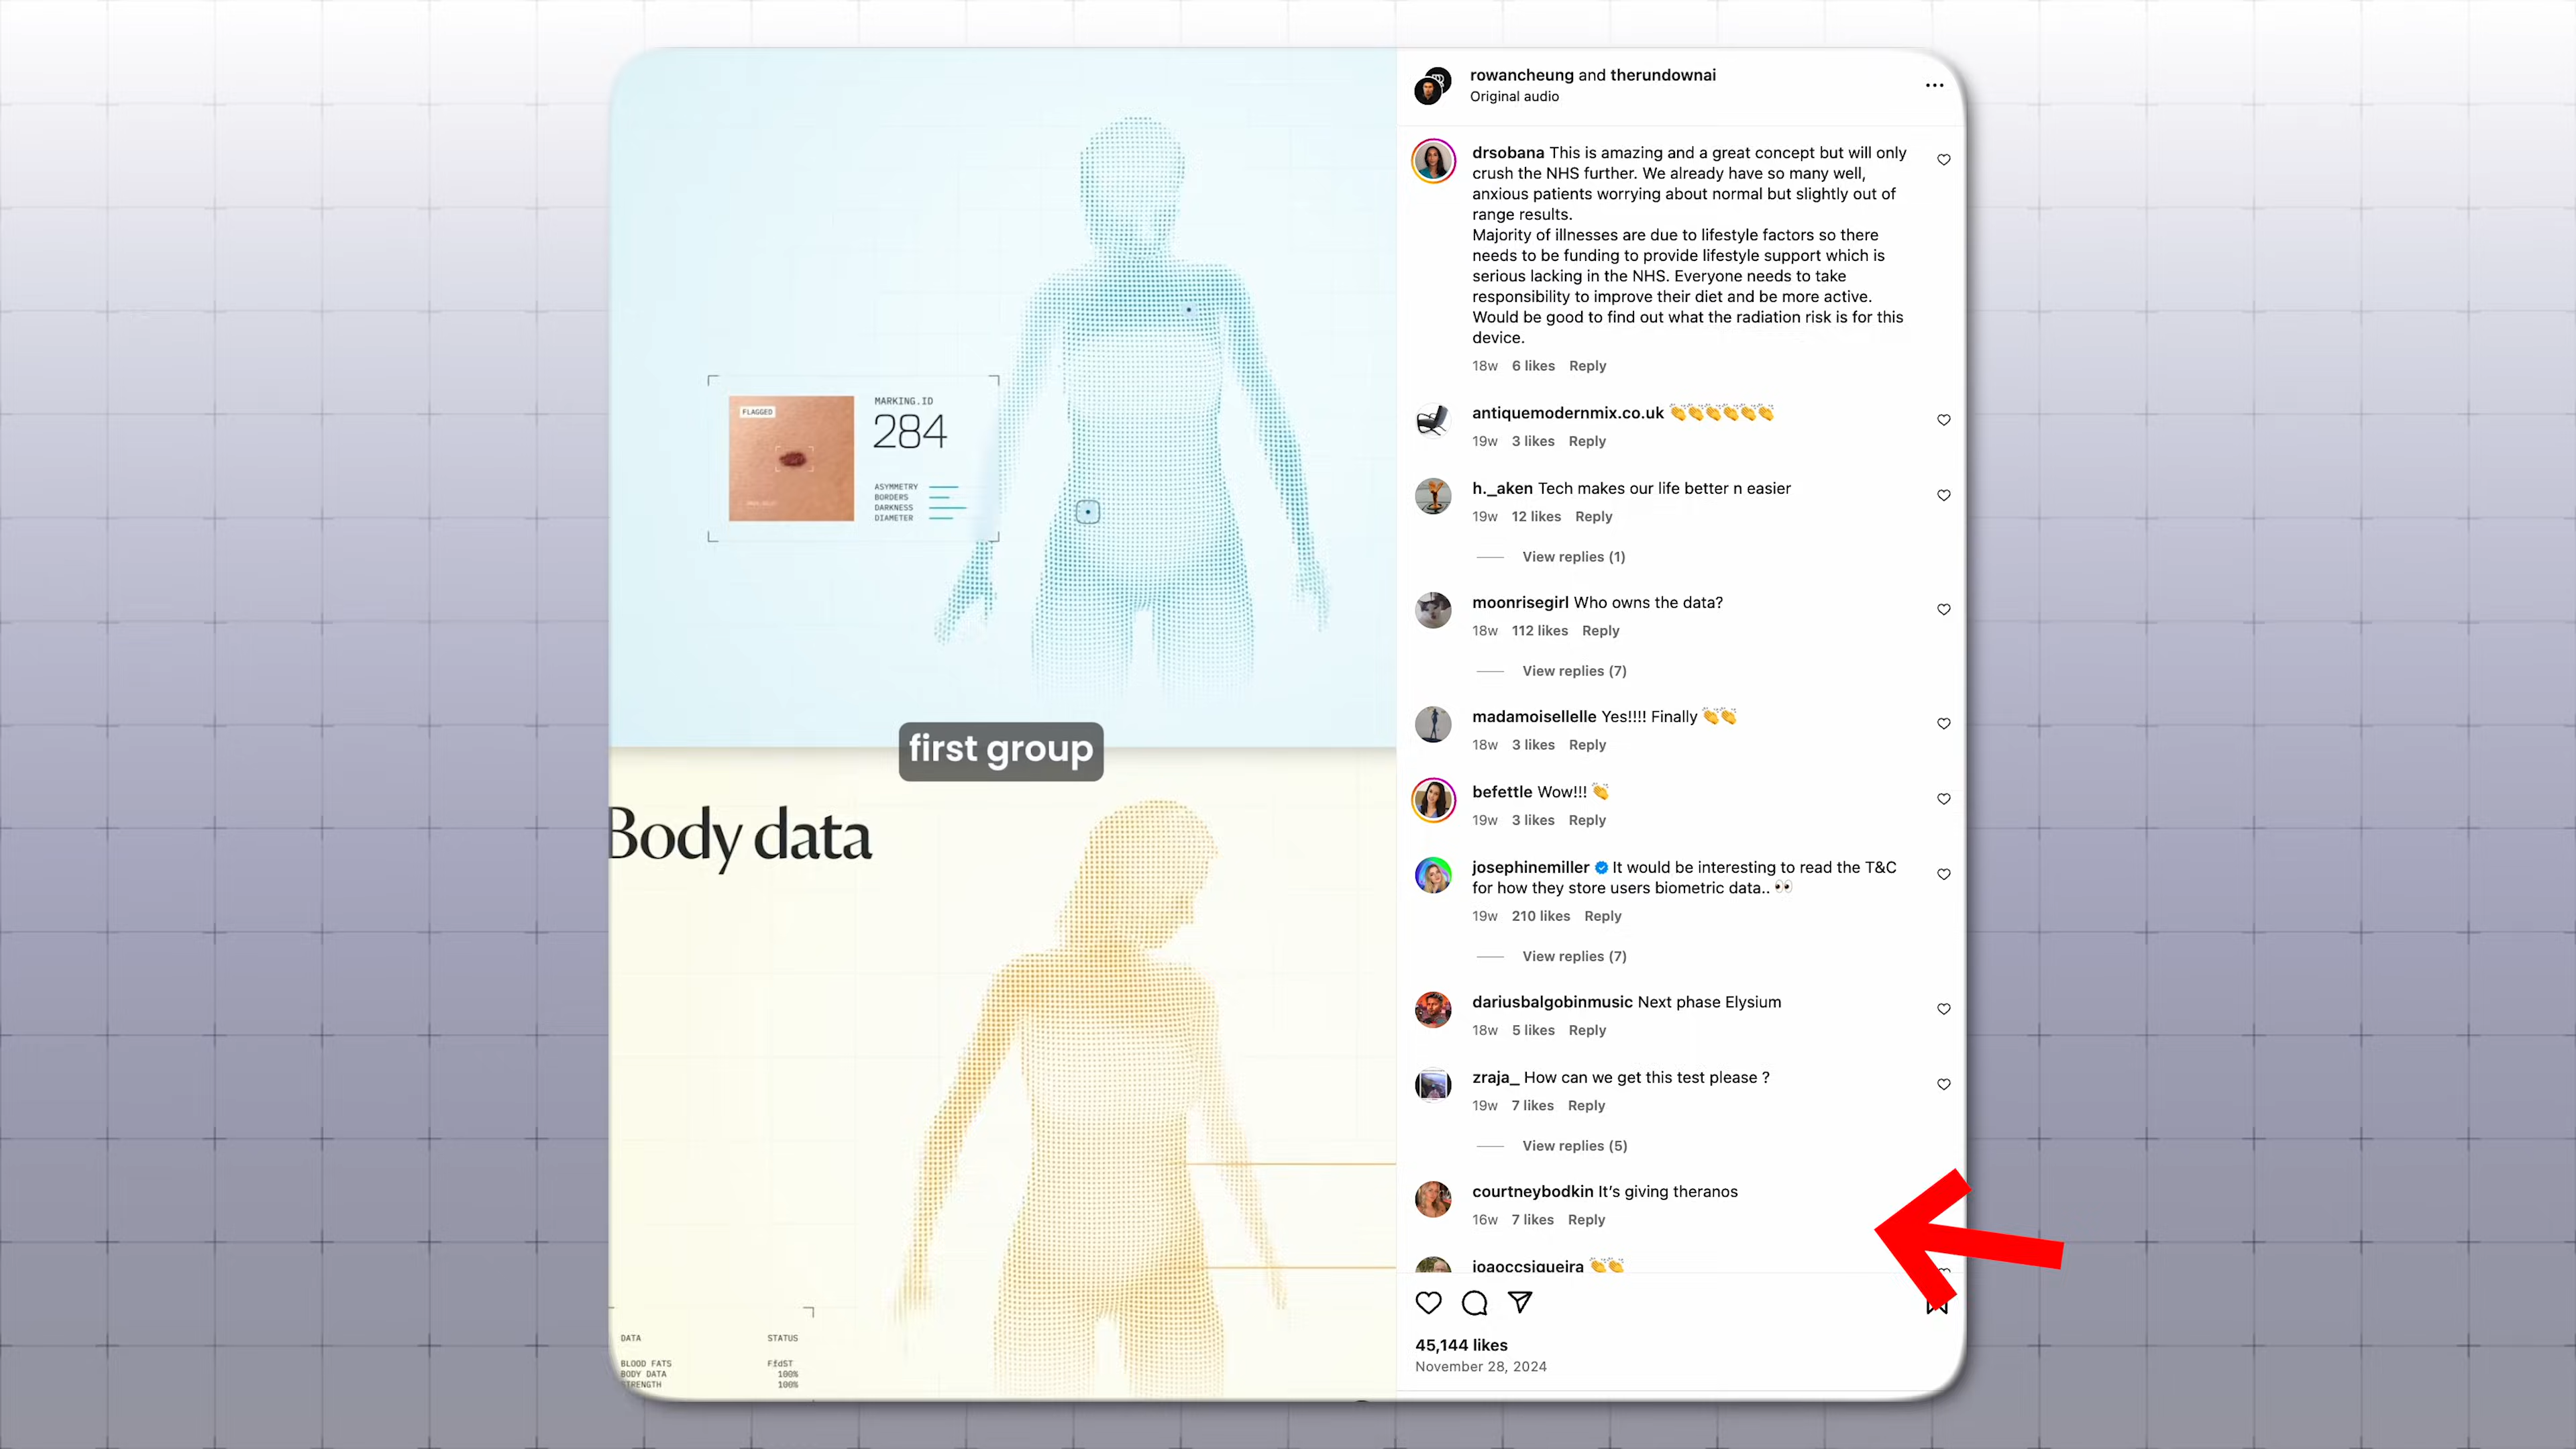 FLAGGED
MARKING.ID
284
ASYMMETRY
BORDERS
DARKNESS
DIAMETER
first group
Body data
DATA STATUS
BLOOD FATS FfdST
BODY DATA 100%
STRENGTH 100%
rowancheung and therundownai
Original audio
drsobana This is amazing and a great concept but will only
crush the NHS further. We already have so many well,
anxious patients worrying about normal but slightly out of
range results.
Majority of illnesses are due to lifestyle factors so there
needs to be funding to provide lifestyle support which is
serious lacking in the NHS. Everyone needs to take
responsibility to improve their diet and be more active.
Would be good to find out what the radiation risk is for this
device.
18w 6 likes Reply
antiquemodernmix.co.uk 👏👏👏👏👏👏
19w 3 likes Reply
h._aken Tech makes our life better n easier
19w 12 likes Reply
View replies (1)
moonrisegirl Who owns the data?
18w 112 likes Reply
View replies (7)
madamoisellelle Yes!!!! Finally 👏👏
18w 3 likes Reply
befettle Wow!!! 👏
19w 3 likes Reply
josephinemiller It would be interesting to read the T&C
for how they store users biometric data.. 👀
19w 210 likes Reply
View replies (7)
dariusbalgobinmusic Next phase Elysium
18w 5 likes Reply
zraja_ How can we get this test please ?
19w 7 likes Reply
View replies (5)
courtneybodkin It's giving theranos
16w 7 likes Reply
joaoccsiqueira 👏👏
45,144 likes
November 28, 2024